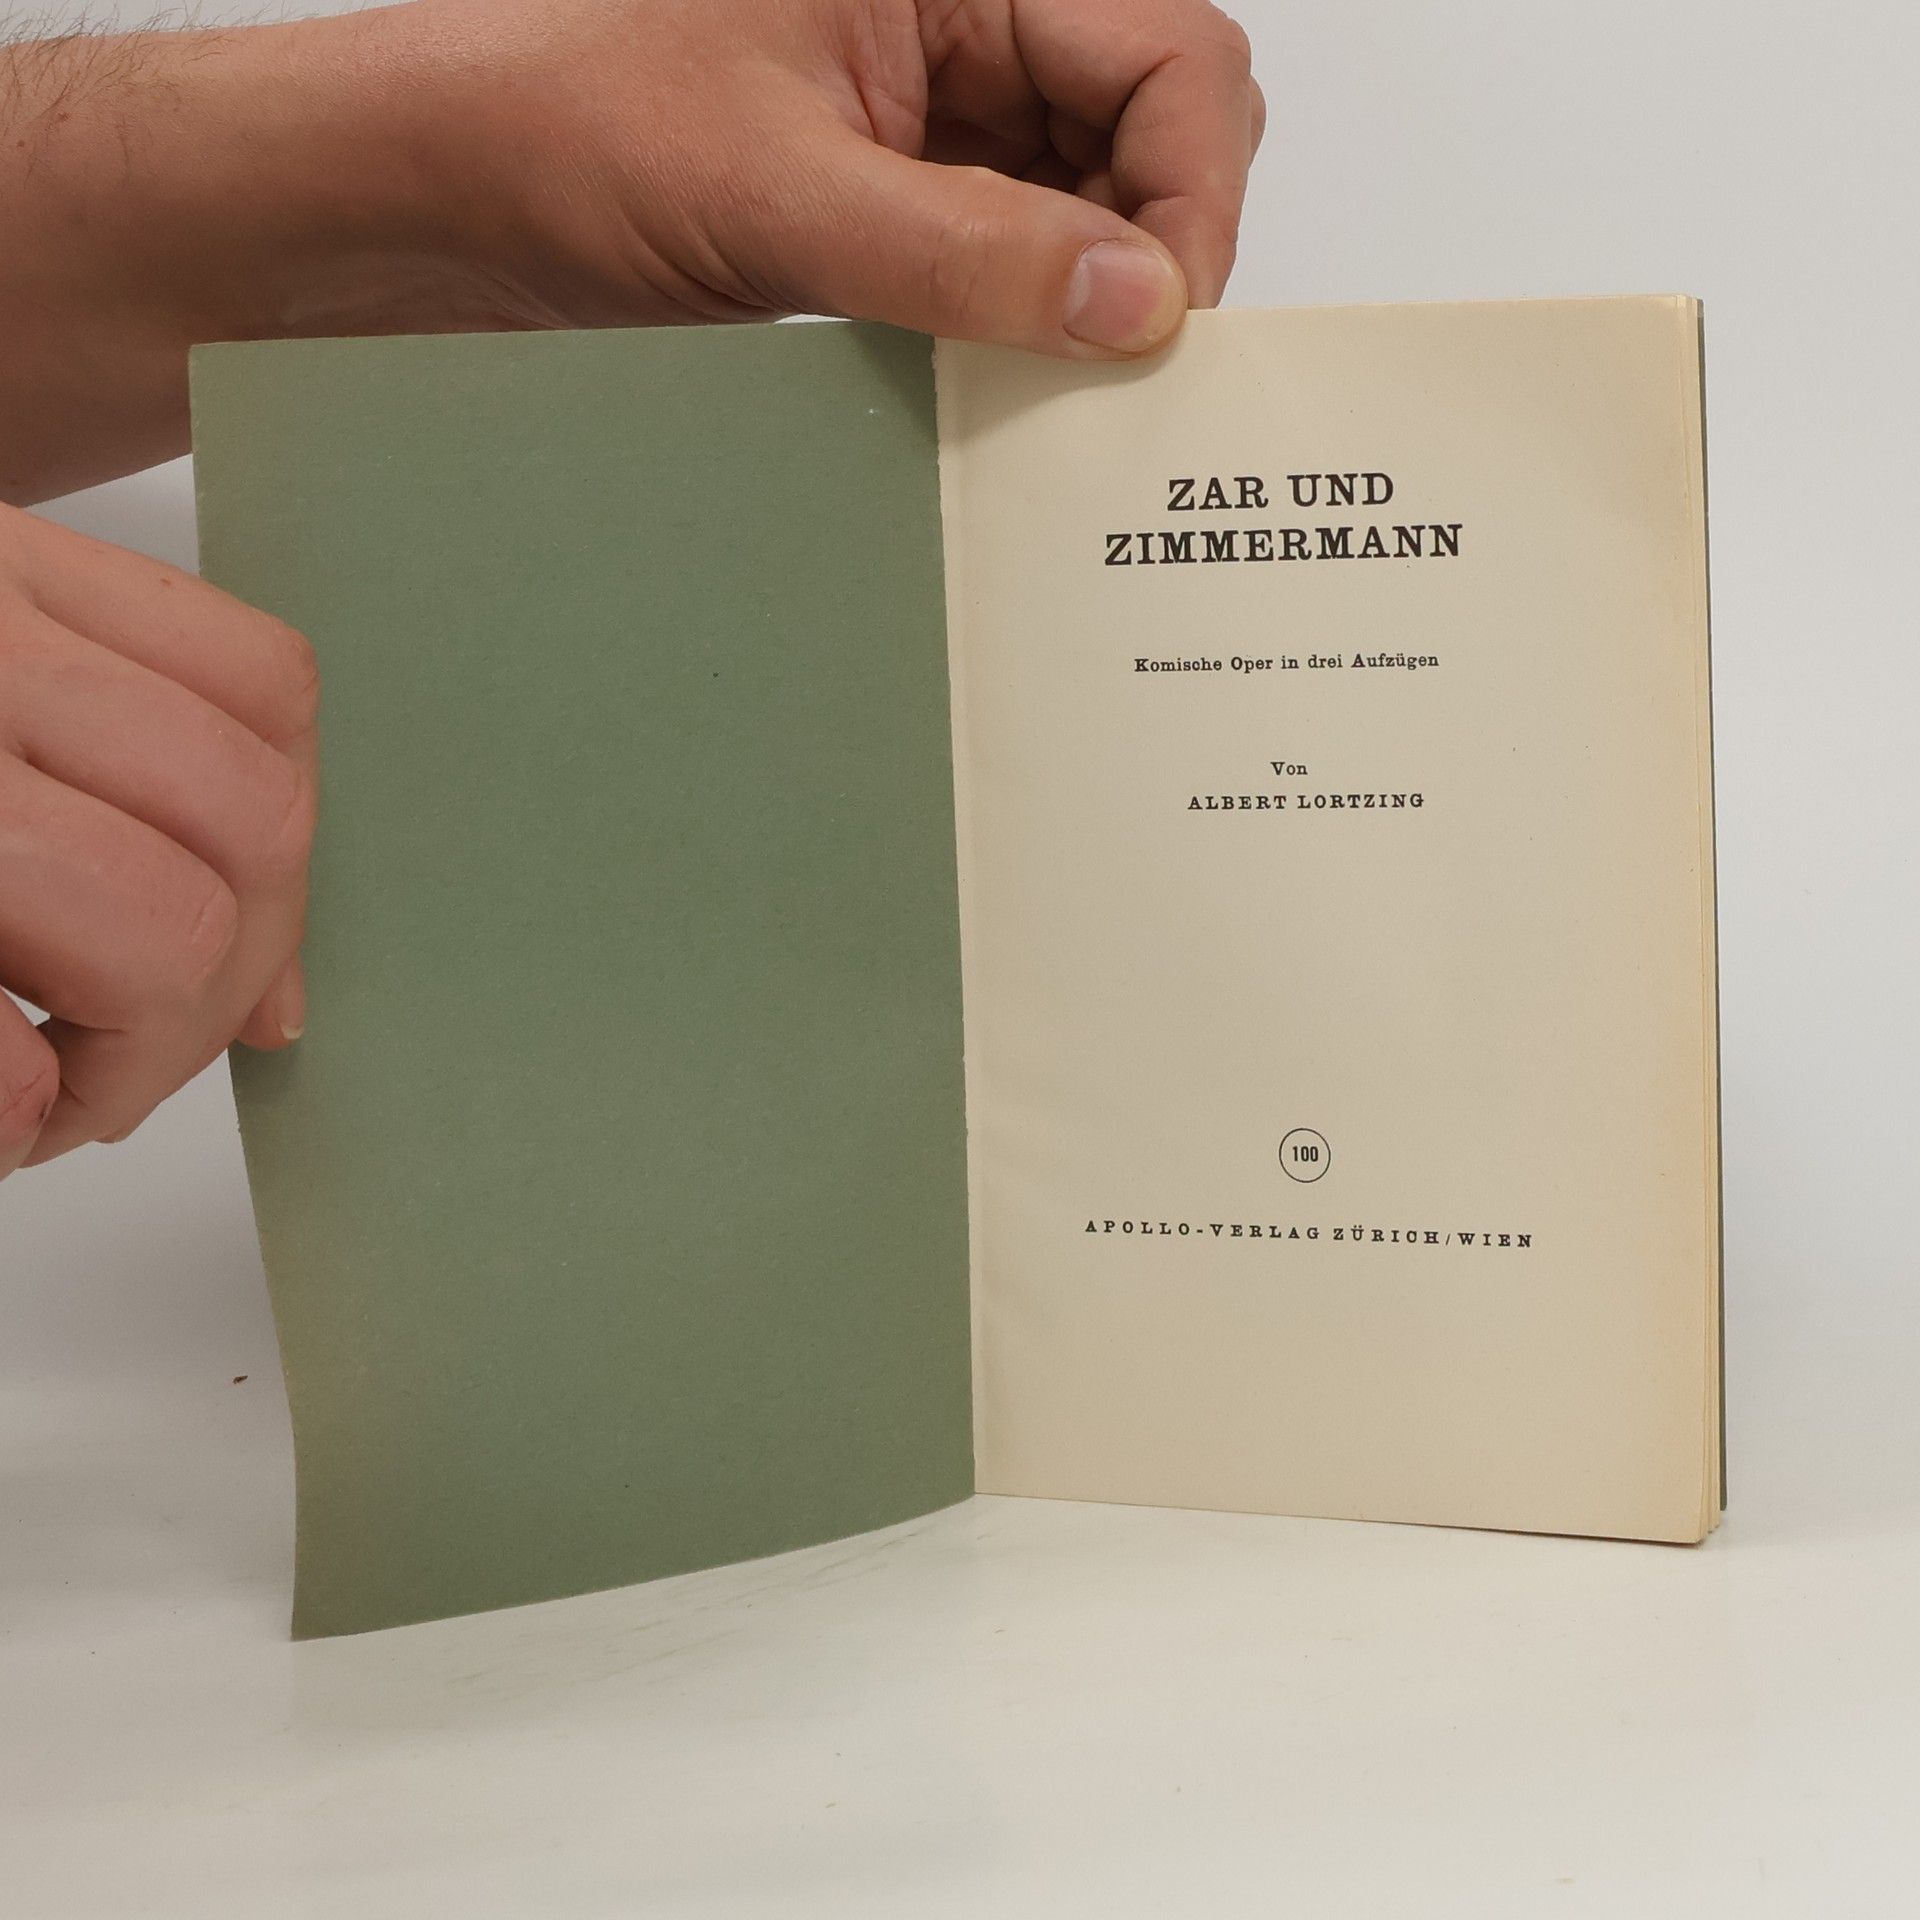 ZAR UND
ZIMMERMANN
Komische Oper in drei Aufzügen
Von
ALBERT LORTZING
100
APOLLO-VERLAG ZÜRICH/WIEN